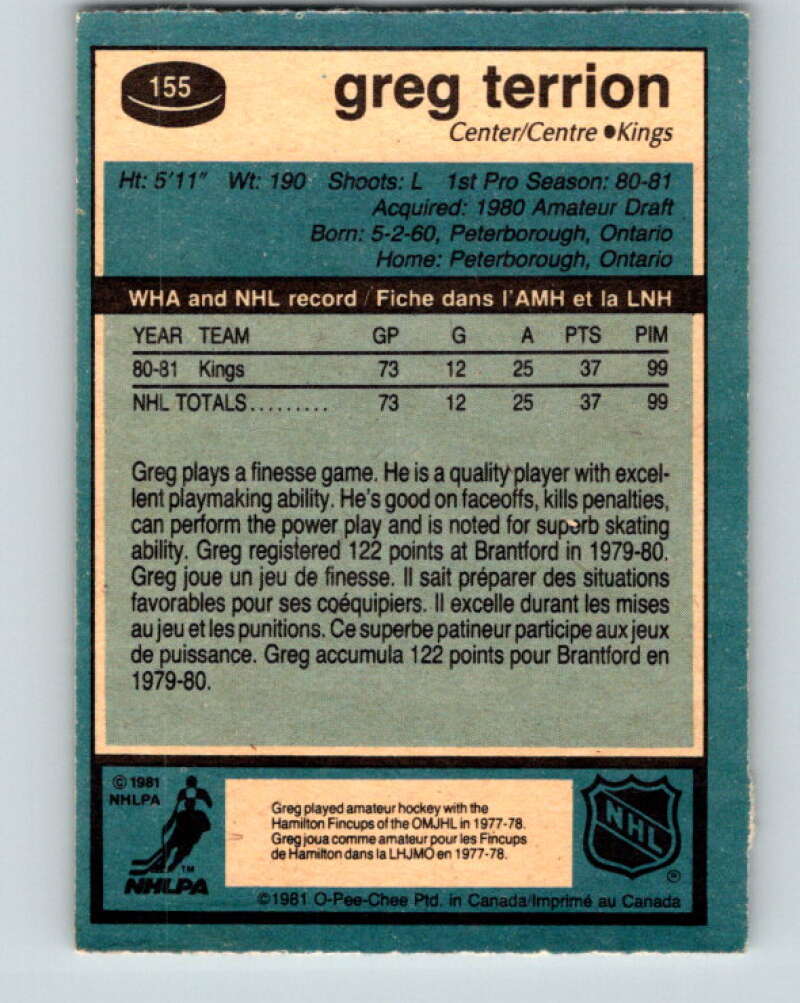 155
greg terrion
Center/Centre ●Kings
Ht: 5'11" Wt: 190 Shoots: L 1st Pro Season: 80-81
Acquired: 1980 Amateur Draft
Born: 5-2-60, Peterborough, Ontario
Home: Peterborough, Ontario
WHA and NHL record / Fiche dans l'AMH et la LNH
YEAR TEAM GP G A PTS PIM
80-81 Kings 73 12 25 37 99
NHL TOTALS......... 73 12 25 37 99
Greg plays a finesse game. He is a quality player with excel-
lent playmaking ability. He's good on faceoffs, kills penalties,
can perform the power play and is noted for superb skating
ability. Greg registered 122 points at Brantford in 1979-80.
Greg joue un jeu de finesse. Il sait préparer des situations
favorables pour ses coéquipiers. Il excelle durant les mises
au jeu et les punitions. Ce superbe patineur participe aux jeux
de puissance. Greg accumula 122 points pour Brantford en
1979-80.
© 1981
NHLPA
TM
NHLPA
Greg played amateur hockey with the
Hamilton Fincups of the OMJHL in 1977-78.
Greg joua comme amateur pour les Fincups
de Hamilton dans la LHJMO en 1977-78.
NHL
®
©1981 O-Pee-Chee Ptd. in Canada/Imprimé au Canada